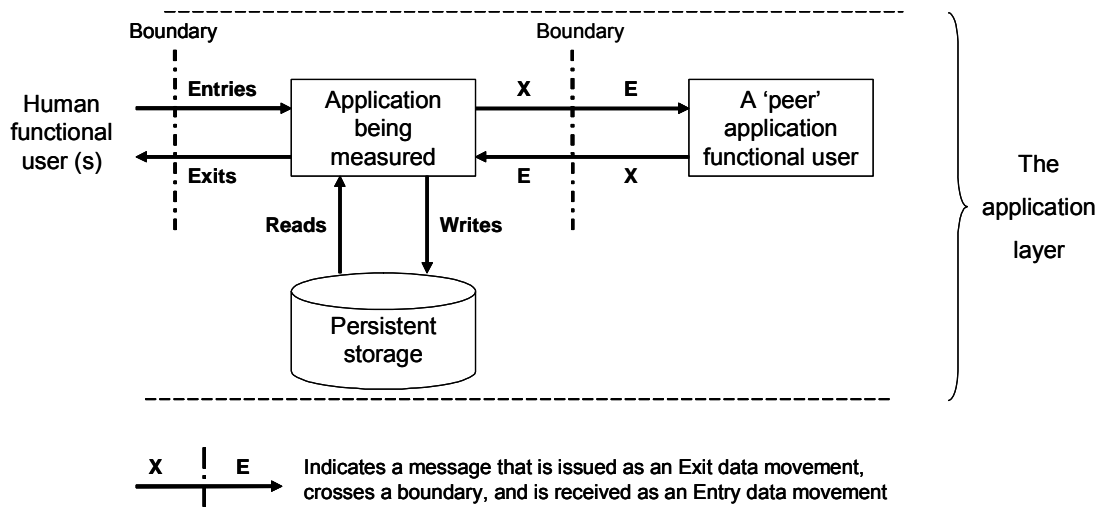 Boundary
Boundary
Human
functional
user (s)
Entries
Exits
Application
being
measured
X
E
E
X
A ‘peer’
application
functional user
Reads
Writes
Persistent
storage
The
application
layer
X
E
Indicates a message that is issued as an Exit data movement,
crosses a boundary, and is received as an Entry data movement